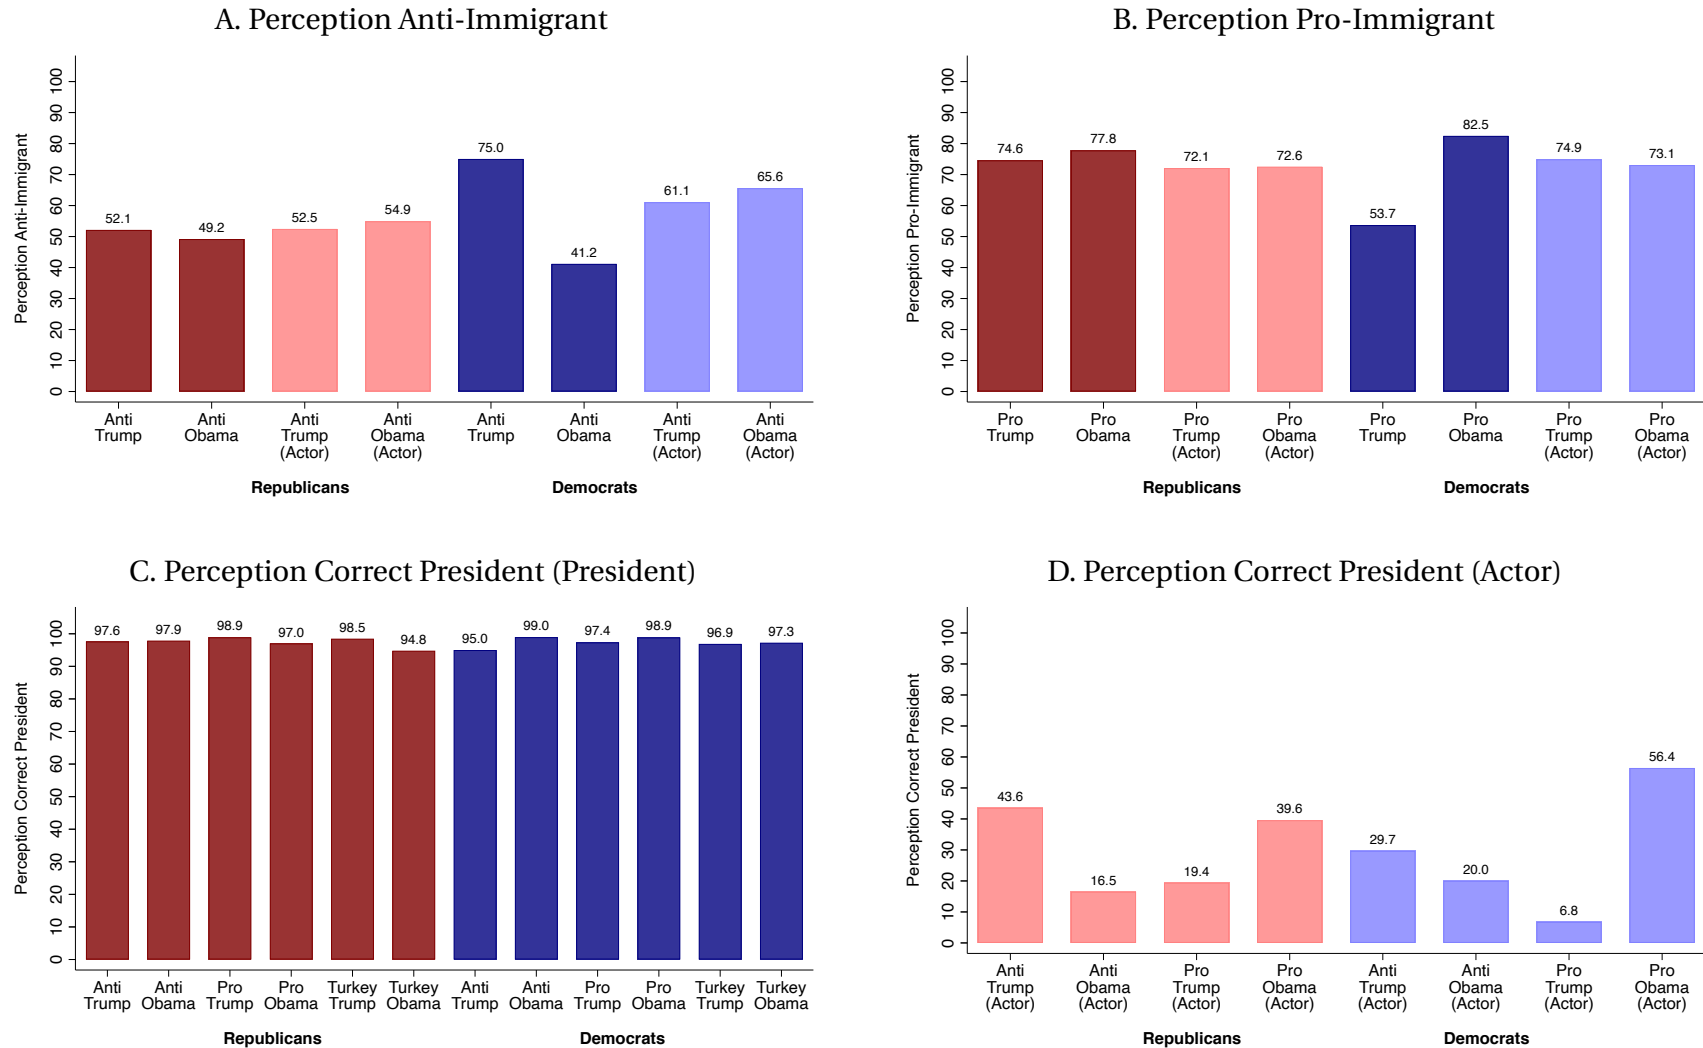 A. Perception Anti-Immigrant
Perception Anti-Immigrant
0 10 20 30 40 50 60 70 80 90 100
52.1 49.2 52.5 54.9 75.0 41.2 61.1 65.6
Anti Anti Anti Anti Anti Anti Anti Anti
Trump Obama Trump Obama Trump Obama Trump Obama
(Actor) (Actor) (Actor) (Actor)
Republicans Democrats
B. Perception Pro-Immigrant
Perception Pro-Immigrant
0 10 20 30 40 50 60 70 80 90 100
74.6 77.8 72.1 72.6 53.7 82.5 74.9 73.1
Pro Pro Pro Pro Pro Pro Pro Pro
Trump Obama Trump Obama Trump Obama Trump Obama
(Actor) (Actor) (Actor) (Actor)
Republicans Democrats
C. Perception Correct President (President)
Perception Correct President
0 10 20 30 40 50 60 70 80 90 100
97.6 97.9 98.9 97.0 98.5 94.8 95.0 99.0 97.4 98.9 96.9 97.3
Anti Anti Pro Pro Turkey Turkey Anti Anti Pro Pro Turkey Turkey
Trump Obama Trump Obama Trump Obama Trump Obama Trump Obama Trump Obama
Republicans Democrats
D. Perception Correct President (Actor)
Perception Correct President
0 10 20 30 40 50 60 70 80 90 100
43.6 16.5 19.4 39.6 29.7 20.0 6.8 56.4
Anti Anti Pro Pro Anti Anti Pro Pro
Trump Obama Trump Obama Trump Obama Trump Obama
(Actor) (Actor) (Actor) (Actor) (Actor) (Actor) (Actor) (Actor)
Republicans Democrats